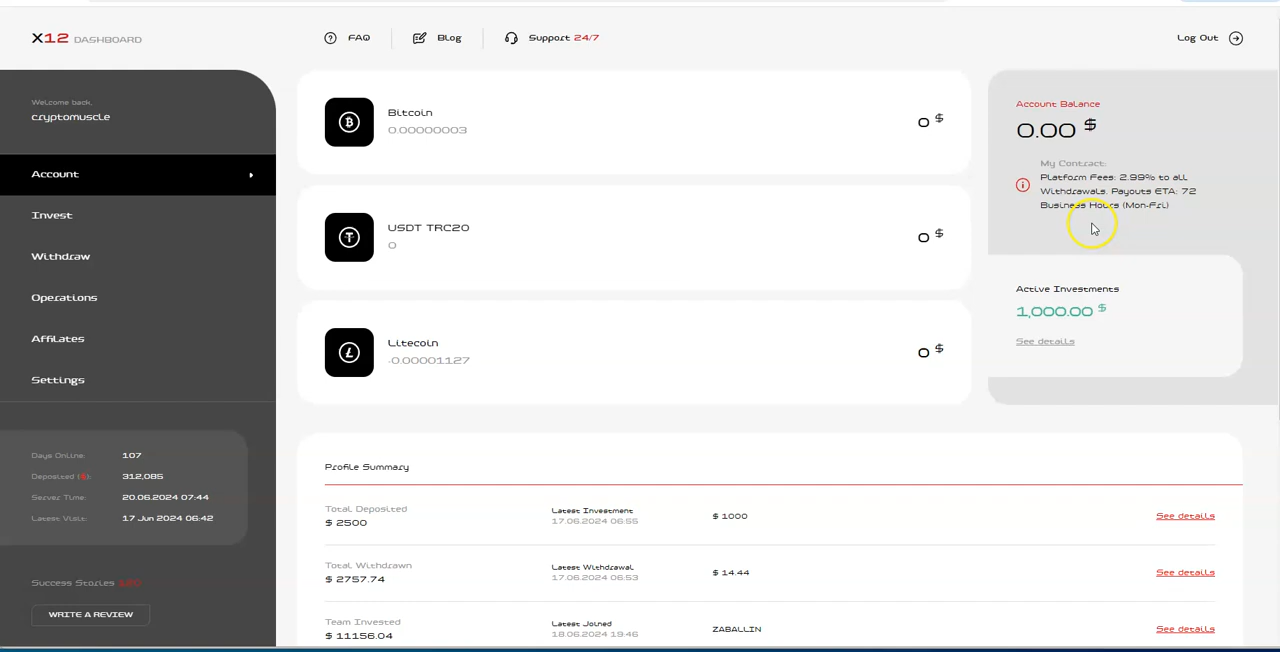 X12 DASHBOARD
FAQ
Blog
Support 24/7
Log Out
Welcome back,
cryptomuscle
Account
Invest
Withdraw
Operations
Affiliates
Settings
Days Online: 107
Deposited ($): 312,085
Server Time: 20.06.2024 07:44
Latest Visit: 17 Jun 2024 06:42
Success Stories
WRITE A REVIEW
Bitcoin
0.00000003
0 $
USDT TRC20
0
0 $
Litecoin
-0.00001127
0 $
Account Balance
0.00 $
My Contract:
Platform Fees: 2.99% to all
Withdrawals. Payouts ETA: 72
Business Hours (Mon-Fri)
Active Investments
1,000.00 $
See details
Profile Summary
Total Deposited
$ 2500
Latest Investment
17.06.2024 06:55
$ 1000
See details
Total Withdrawn
$ 2757.74
Latest Withdrawal
17.06.2024 06:53
$ 14.44
See details
Team Invested
$ 11156.04
Latest Joined
18.06.2024 19:46
ZABALLIN
See details